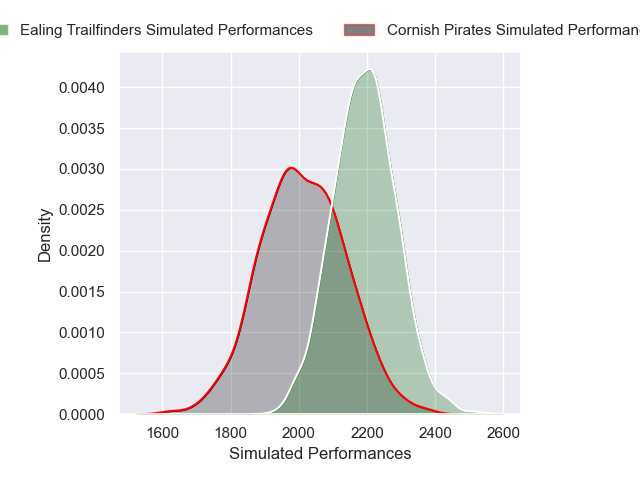 Ealing Trailfinders Simulated Performances
Cornish Pirates Simulated
0.0040
0.0035
0.0030
0.0025
0.0020
0.0015
0.0010
0.0005
0.0000
Density
1600 1800 2000 2200 2400 2600
Simulated Performances